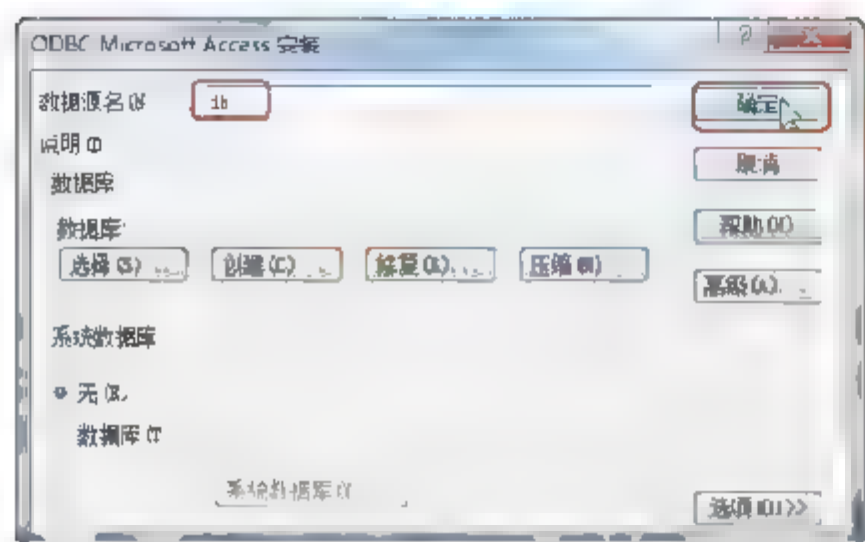 ODBC Microsoft Access 安装
数据源名(N
确定
说明(D
取消
数据库
数据库:
帮助(H)
选择(S)... 创建(C)... 修复(R)... 压缩(M)
高级(A)...
系统数据库
无(E)
数据库(T
系统数据库(Y
选项(O)>>